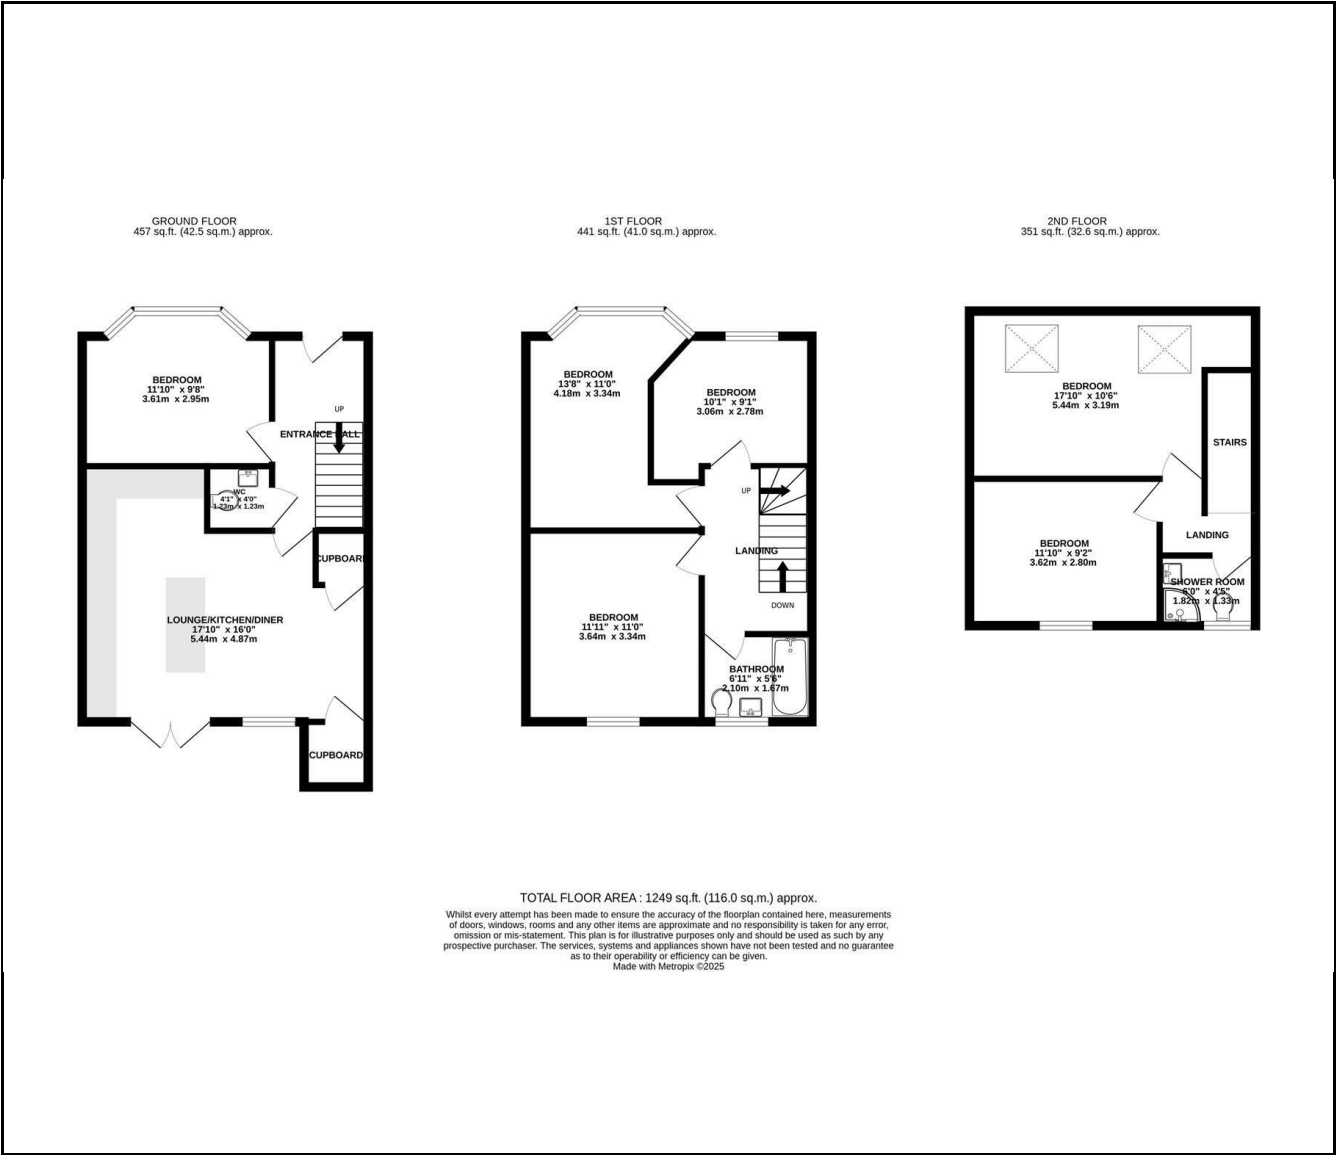 GROUND FLOOR
457 sq.ft. (42.5 sq.m.) approx.
BEDROOM
11'10" x 9'8"
3.61m x 2.95m
UP
ENTRANCE HALL
WC
4'1" x 4'0"
1.23m x 1.23m
CUPBOARD
LOUNGE/KITCHEN/DINER
17'10" x 16'0"
5.44m x 4.87m
CUPBOARD
1ST FLOOR
441 sq.ft. (41.0 sq.m.) approx.
BEDROOM
13'8" x 11'0"
4.18m x 3.34m
BEDROOM
10'1" x 9'1"
3.06m x 2.78m
UP
LANDING
DOWN
BEDROOM
11'11" x 11'0"
3.64m x 3.34m
BATHROOM
6'11" x 5'6"
2.10m x 1.67m
2ND FLOOR
351 sq.ft. (32.6 sq.m.) approx.
BEDROOM
17'10" x 10'6"
5.44m x 3.19m
STAIRS
BEDROOM
11'10" x 9'2"
3.62m x 2.80m
LANDING
SHOWER ROOM
6'0" x 4'5"
1.82m x 1.33m
TOTAL FLOOR AREA : 1249 sq.ft. (116.0 sq.m.) approx.
Whilst every attempt has been made to ensure the accuracy of the floorplan contained here, measurements
of doors, windows, rooms and any other items are approximate and no responsibility is taken for any error,
omission or mis-statement. This plan is for illustrative purposes only and should be used as such by any
prospective purchaser. The services, systems and appliances shown have not been tested and no guarantee
as to their operability or efficiency can be given.
Made with Metropix ©2025